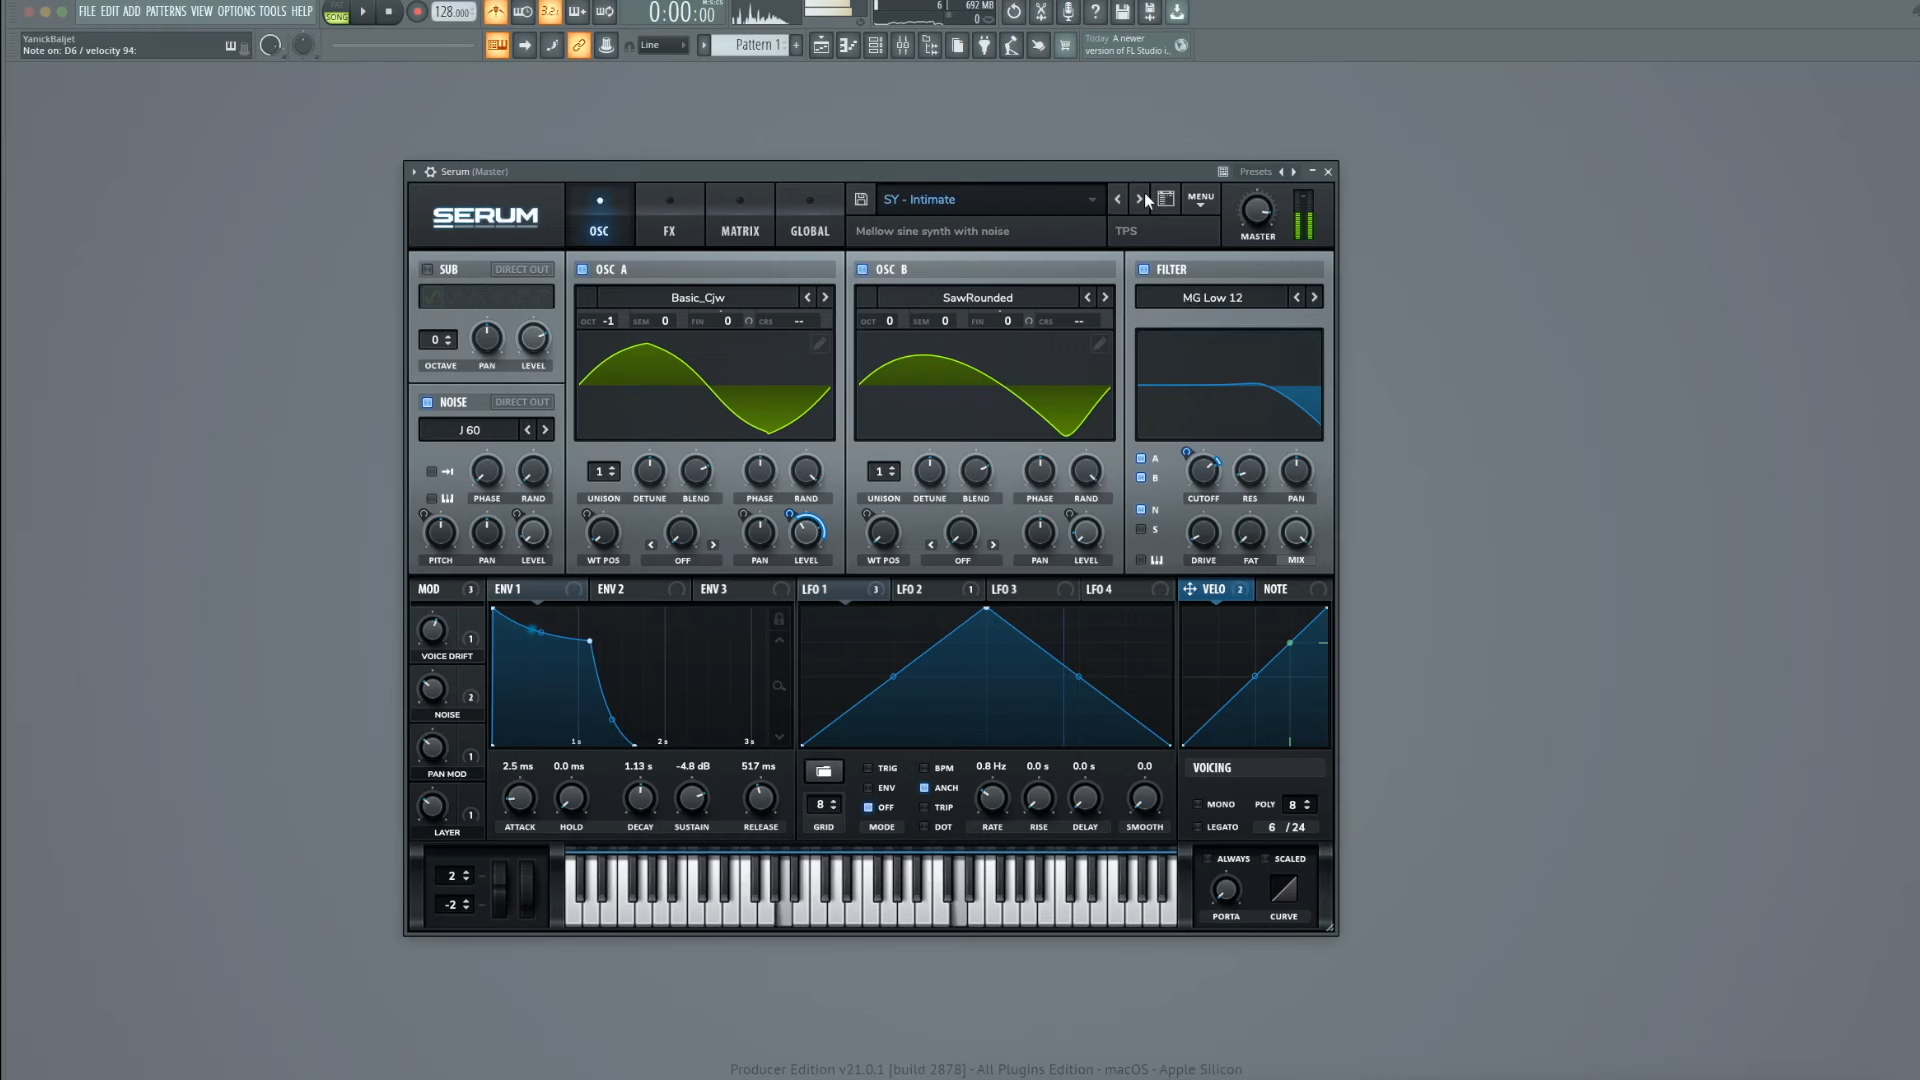 FILE EDIT ADD PATTERNS VIEW OPTIONS TOOLS HELP
PAT
SONG
128.000
3.2.
0:00:00
M:S:CS
6
692 MB
0
YanickBaljet
Note on: D6 / velocity 94:
Line
Pattern 1
Today A newer
version of FL Studio i..
Serum (Master)
Presets
SERUM
OSC
FX
MATRIX
GLOBAL
SY - Intimate
MENU
Mellow sine synth with noise
TPS
MASTER
SUB
DIRECT OUT
OSC A
OSC B
FILTER
Basic_Cjw
SawRounded
MG Low 12
OCT -1 SEM 0 FIN 0 CRS --
OCT 0 SEM 0 FIN 0 CRS --
0
OCTAVE PAN LEVEL
NOISE
DIRECT OUT
J 60
1
1
A
B
PHASE RAND
UNISON DETUNE BLEND PHASE RAND
UNISON DETUNE BLEND PHASE RAND
CUTOFF RES PAN
N
S
PITCH PAN LEVEL
WT POS OFF PAN LEVEL
WT POS OFF PAN LEVEL
DRIVE FAT MIX
MOD 3
ENV 1
ENV 2
ENV 3
LFO 1 3
LFO 2 1
LFO 3
LFO 4
VELO 2
NOTE
1
VOICE DRIFT
2
NOISE
1
PAN MOD
1
LAYER
1 s
2 s
3 s
2.5 ms
0.0 ms
1.13 s
-4.8 dB
517 ms
ATTACK HOLD DECAY SUSTAIN RELEASE
TRIG
BPM
ENV
ANCH
OFF
TRIP
DOT
8
GRID
MODE
0.8 Hz
0.0 s
0.0 s
0.0
RATE RISE DELAY SMOOTH
VOICING
MONO
POLY 8
LEGATO
6 / 24
2
-2
ALWAYS
SCALED
PORTA
CURVE
Producer Edition v21.0.1 [build 2878] - All Plugins Edition - macOS - Apple Silicon